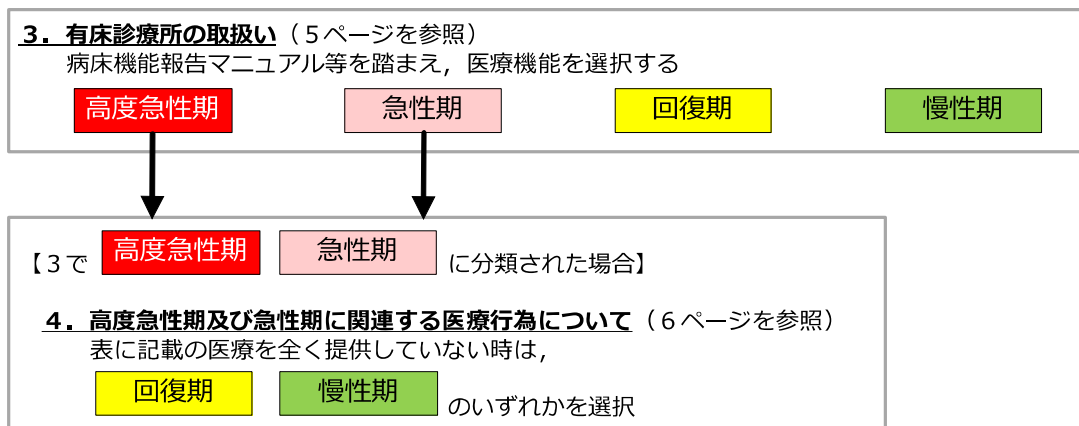 3．有床診療所の取扱い（５ページを参照）
病床機能報告マニュアル等を踏まえ，医療機能を選択する
高度急性期 急性期 回復期 慢性期
【３で 高度急性期 急性期 に分類された場合】
4．高度急性期及び急性期に関連する医療行為について（６ページを参照）
表に記載の医療を全く提供していない時は，
回復期 慢性期 のいずれかを選択